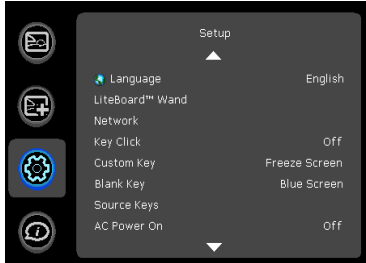 Setup
Language English
LiteBoard™ Wand
Network
Key Click Off
Custom Key Freeze Screen
Blank Key Blue Screen
Source Keys
AC Power On Off